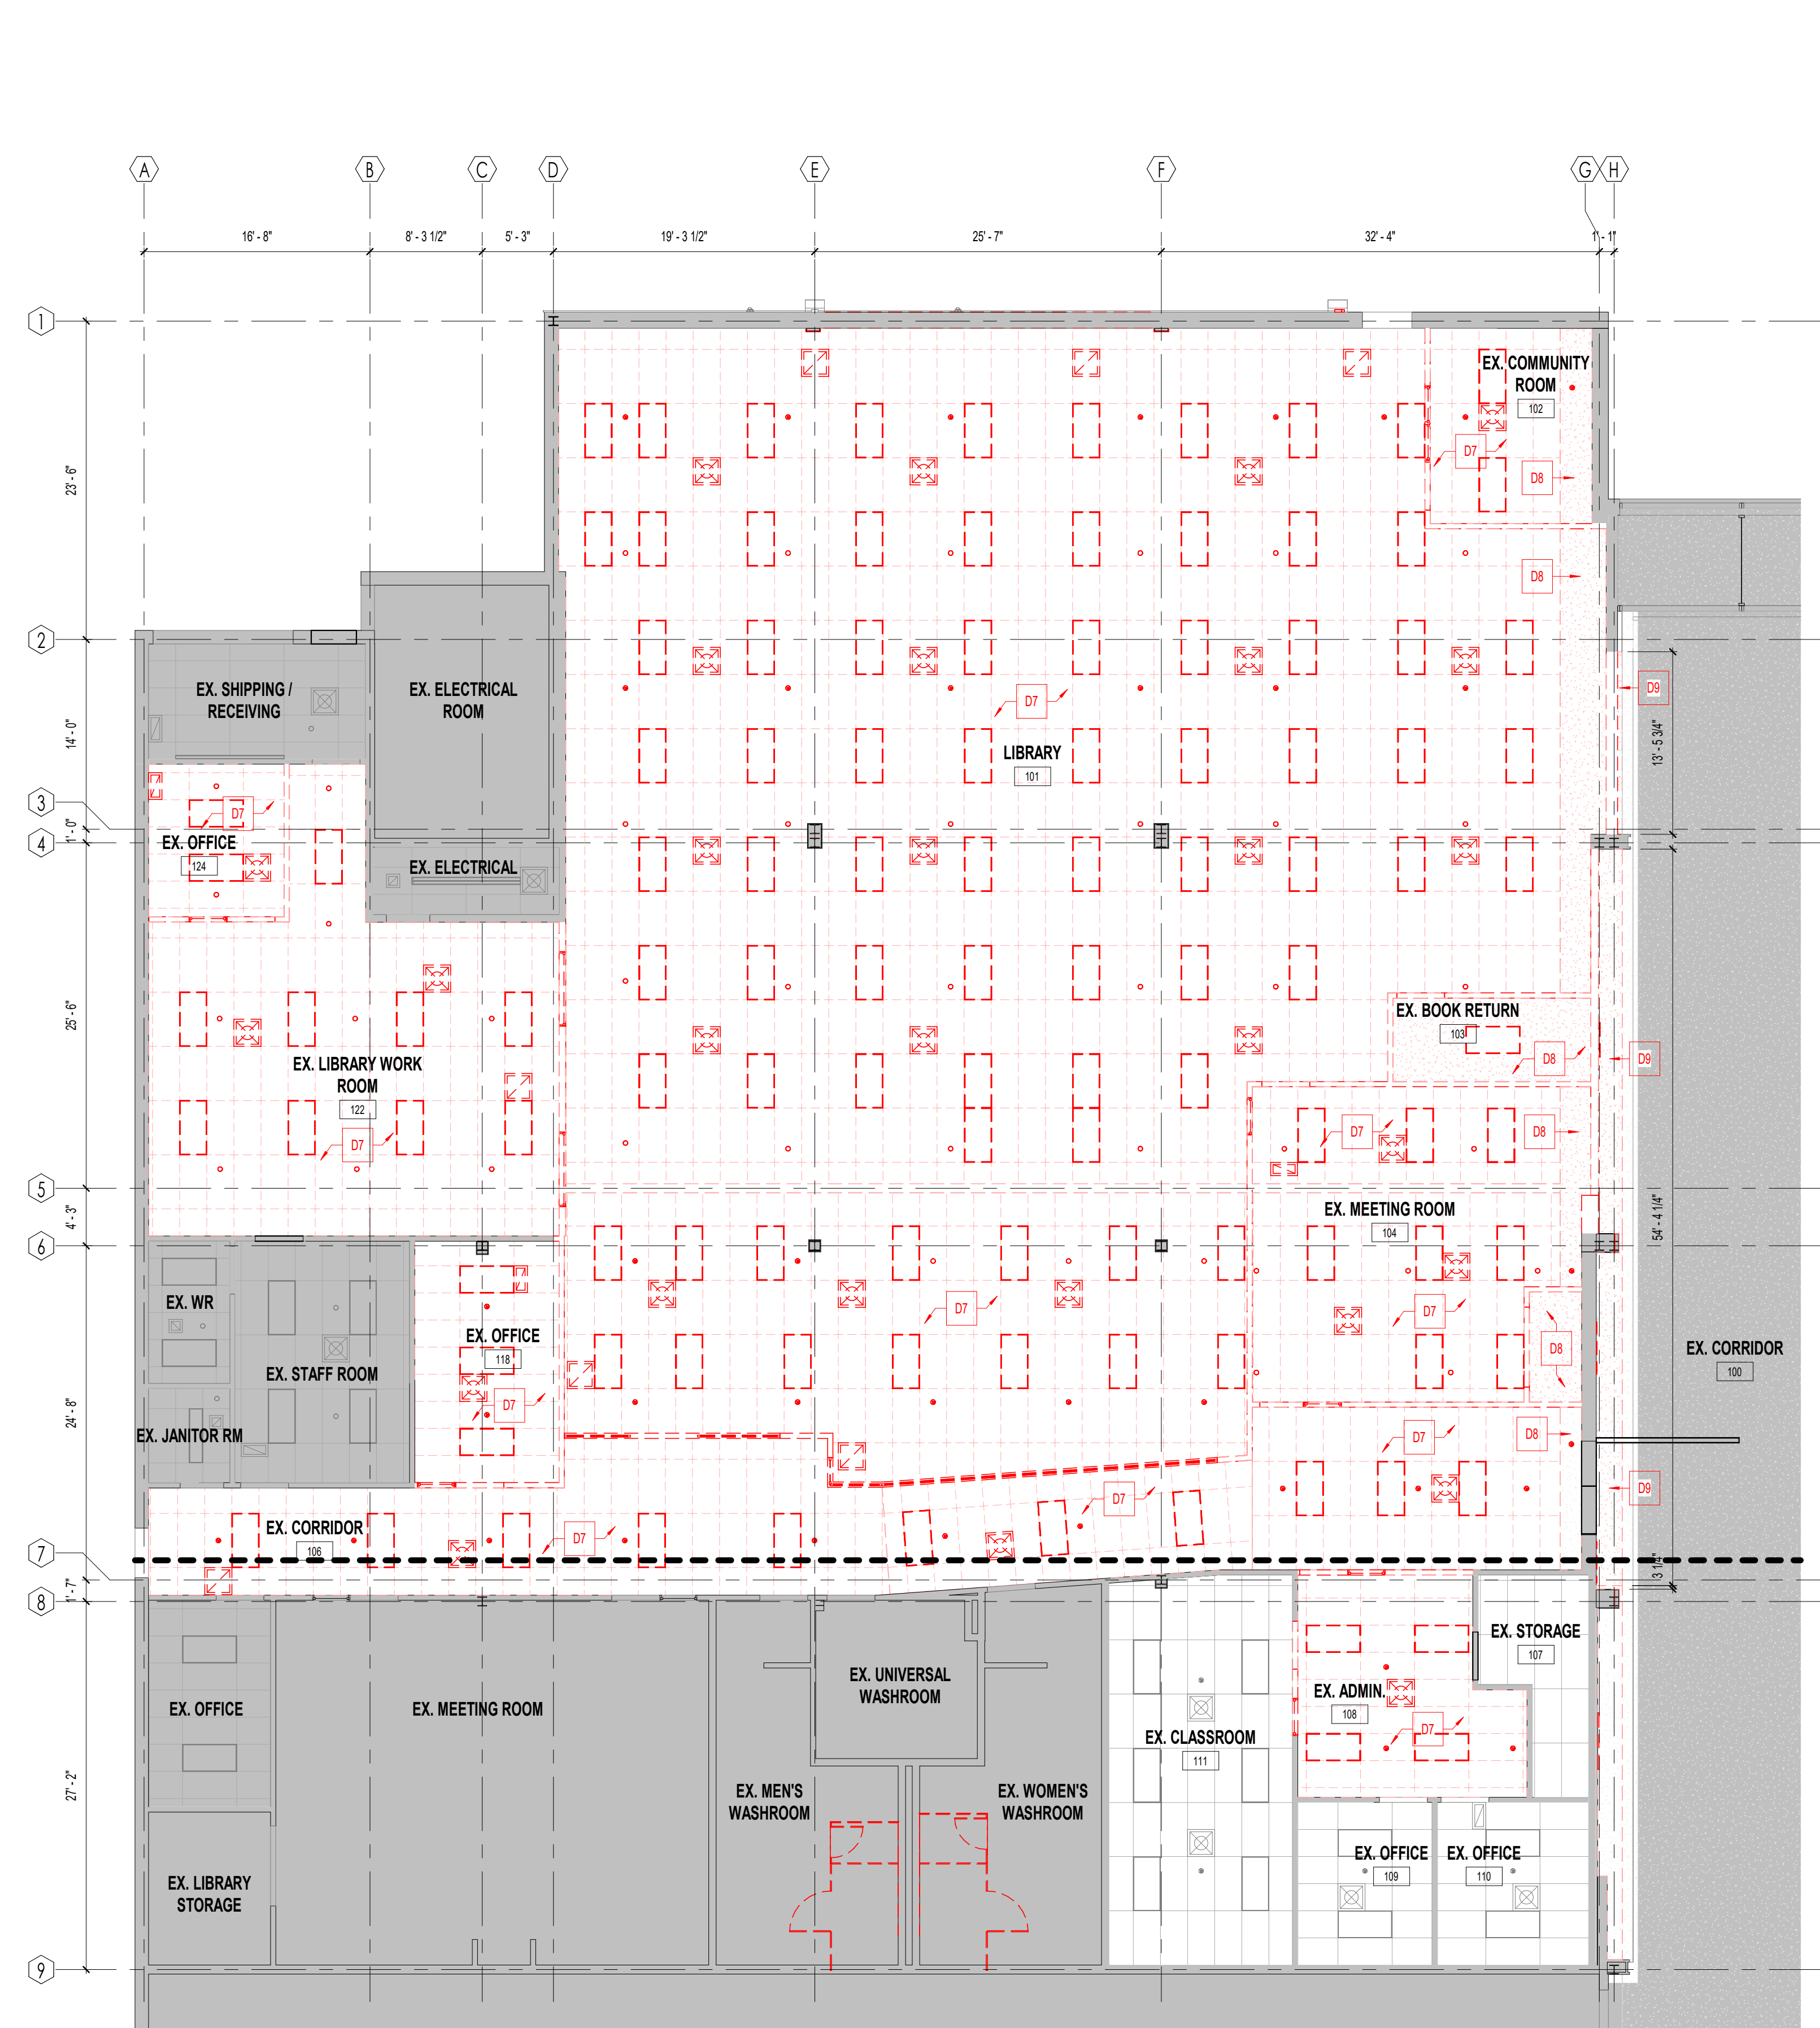 A
B
C
D
E
F
G
H
16' - 8"
8' - 3 1/2"
5' - 3"
19' - 3 1/2"
25' - 7"
32' - 4"
1' - 1"
1
2
3
4
5
6
7
8
9
23' - 6"
14' - 0"
1' - 0"
25' - 6"
4' - 3"
24' - 8"
1' - 7"
27' - 2"
EX. COMMUNITY
ROOM
102
D7
D8
D8
EX. SHIPPING /
RECEIVING
EX. ELECTRICAL
ROOM
D7
LIBRARY
101
D9
13' - 5 3/4"
D7
EX. OFFICE
124
EX. ELECTRICAL
EX. BOOK RETURN
103
D8
D9
EX. LIBRARY WORK
ROOM
122
D7
D7
D8
EX. MEETING ROOM
104
54' - 4 1/4"
EX. WR
EX. STAFF ROOM
EX. JANITOR RM
EX. OFFICE
118
D7
D7
D7
D8
EX. CORRIDOR
100
D7
D8
D9
D7
EX. CORRIDOR
106
D7
3 1/4"
EX. OFFICE
EX. MEETING ROOM
EX. UNIVERSAL
WASHROOM
EX. STORAGE
107
EX. ADMIN.
108
D7
EX. CLASSROOM
111
EX. MEN'S
WASHROOM
EX. WOMEN'S
WASHROOM
EX. OFFICE
109
EX. OFFICE
110
EX. LIBRARY
STORAGE